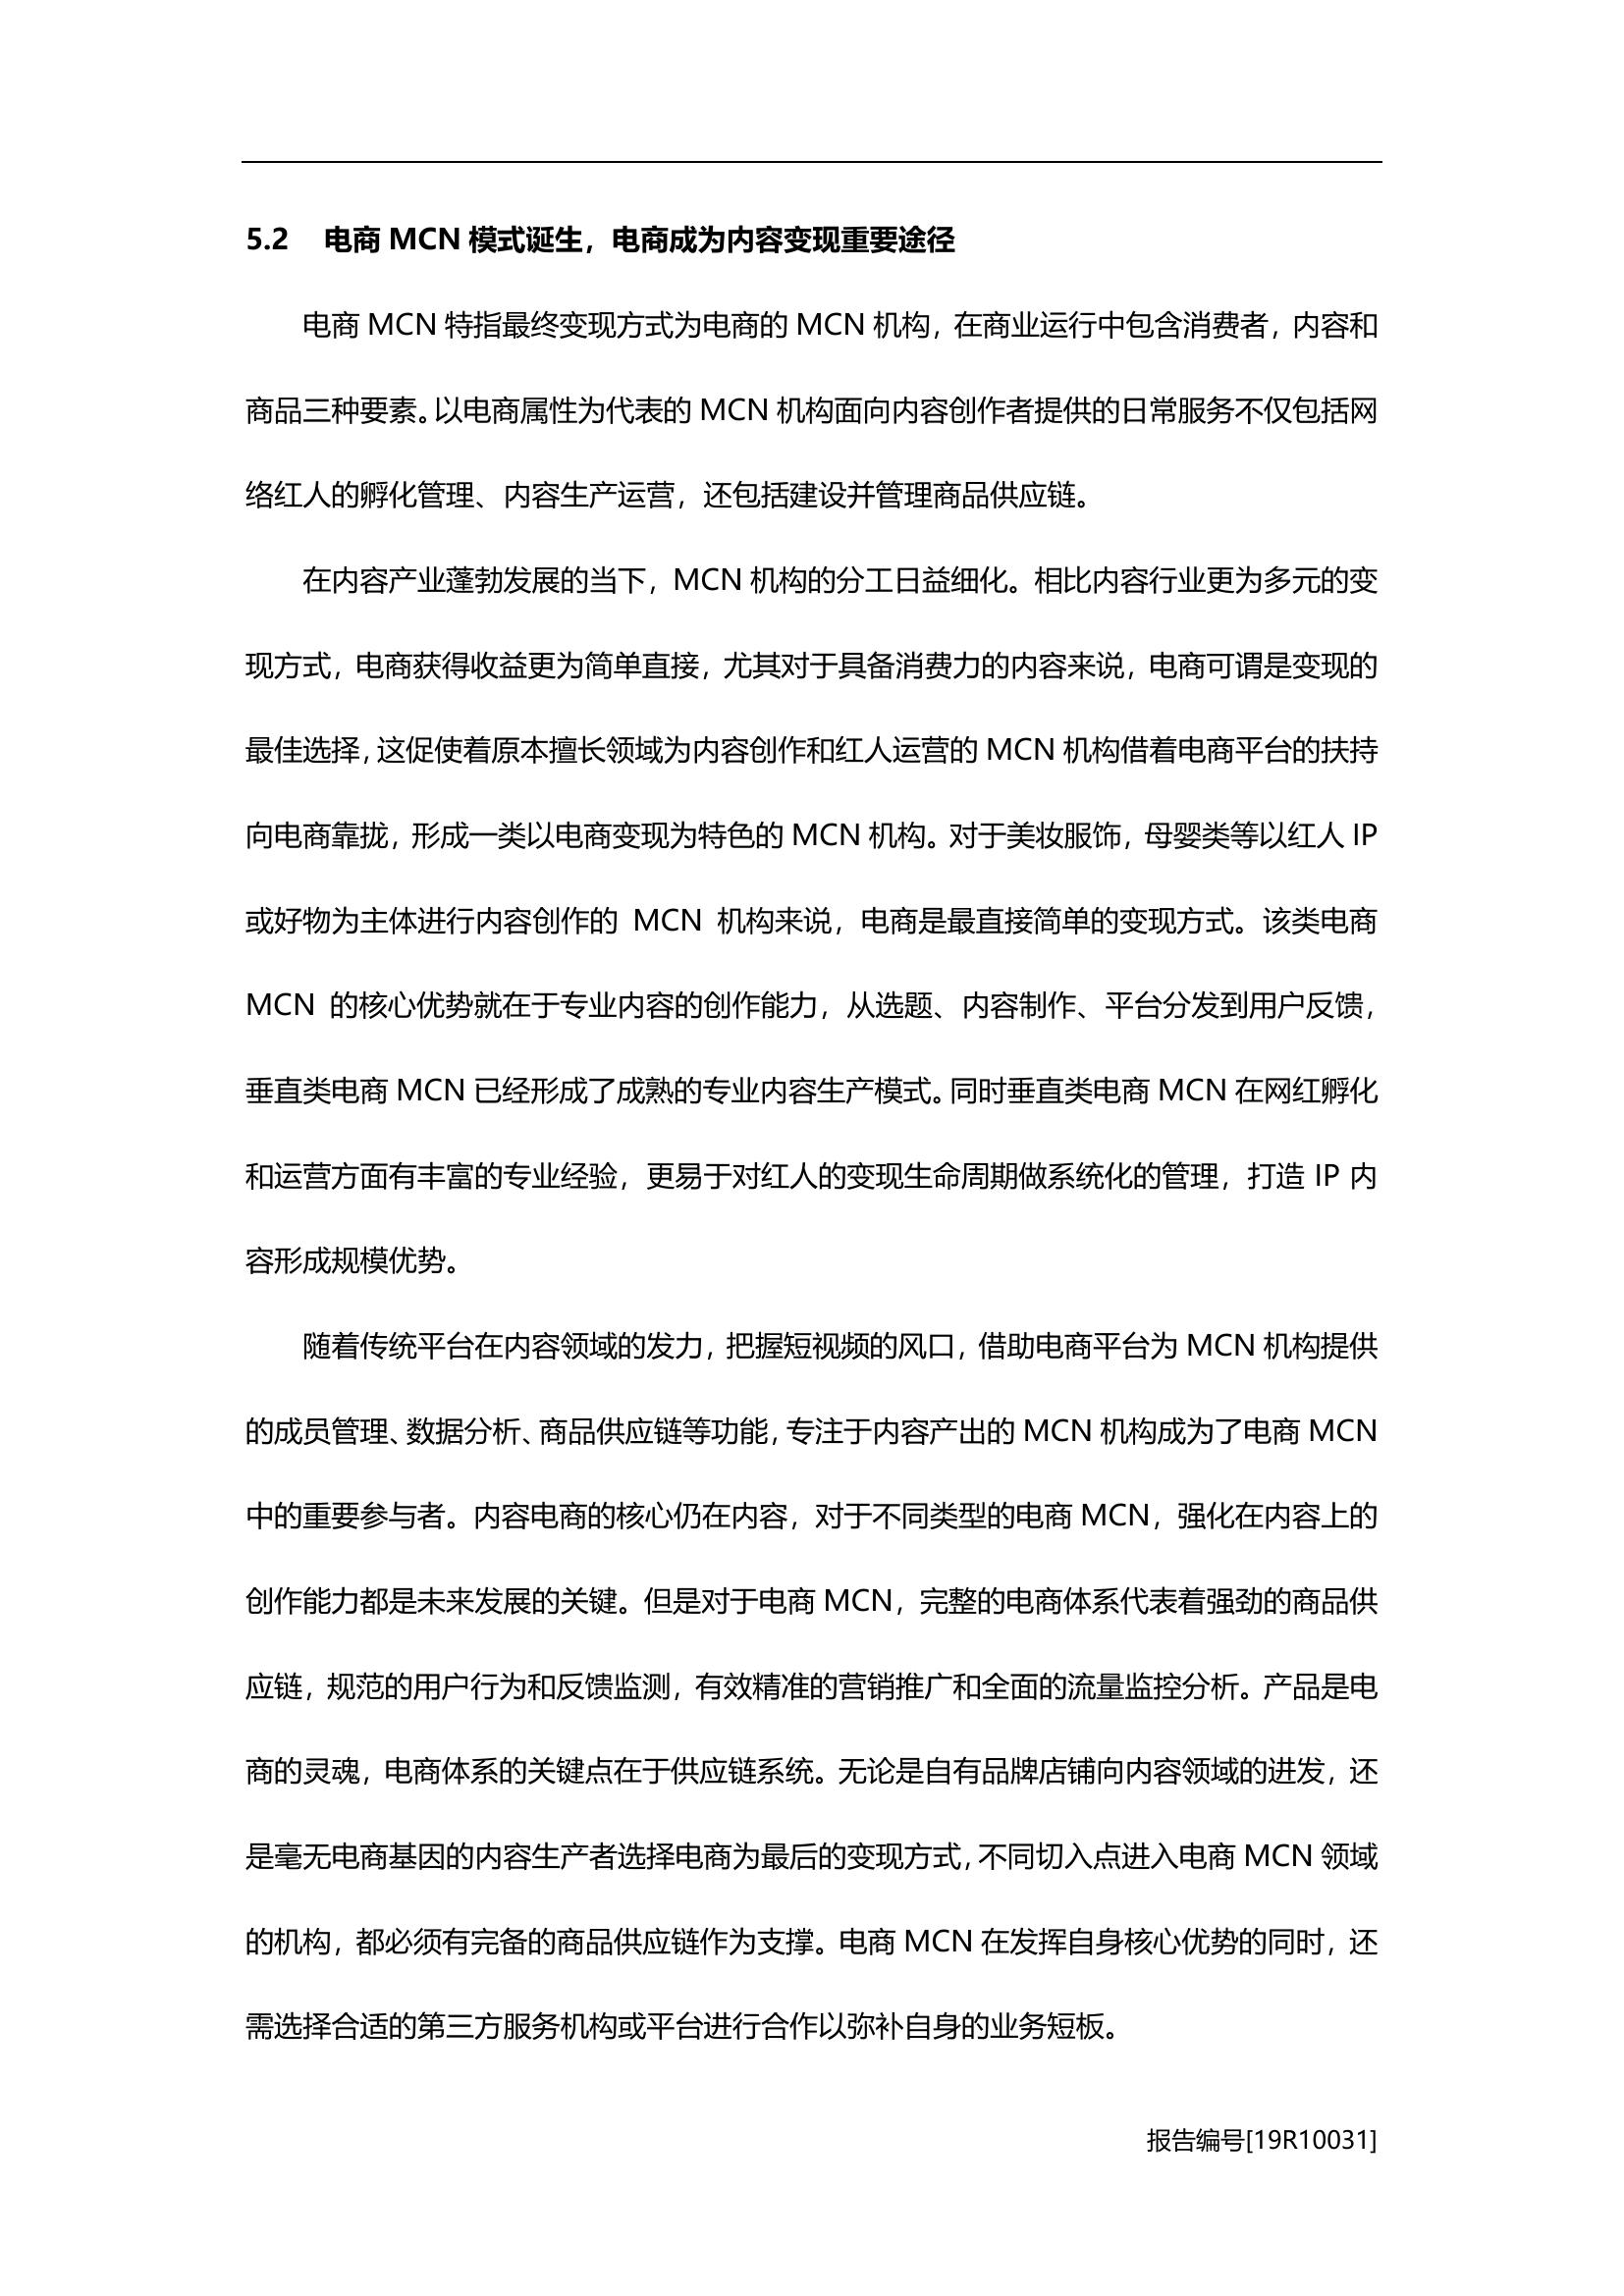 5.2 电商 MCN 模式诞生，电商成为内容变现重要途径
电商 MCN 特指最终变现方式为电商的 MCN 机构，在商业运行中包含消费者，内容和
商品三种要素。以电商属性为代表的 MCN 机构面向内容创作者提供的日常服务不仅包括网
络红人的孵化管理、内容生产运营，还包括建设并管理商品供应链。
在内容产业蓬勃发展的当下，MCN 机构的分工日益细化。相比内容行业更为多元的变
现方式，电商获得收益更为简单直接，尤其对于具备消费力的内容来说，电商可谓是变现的
最佳选择，这促使着原本擅长领域为内容创作和红人运营的 MCN 机构借着电商平台的扶持
向电商靠拢，形成一类以电商变现为特色的 MCN 机构。对于美妆服饰，母婴类等以红人 IP
或好物为主体进行内容创作的 MCN 机构来说，电商是最直接简单的变现方式。该类电商
MCN 的核心优势就在于专业内容的创作能力，从选题、内容制作、平台分发到用户反馈，
垂直类电商 MCN 已经形成了成熟的专业内容生产模式。同时垂直类电商 MCN 在网红孵化
和运营方面有丰富的专业经验，更易于对红人的变现生命周期做系统化的管理，打造 IP 内
容形成规模优势。
随着传统平台在内容领域的发力，把握短视频的风口，借助电商平台为 MCN 机构提供
的成员管理、数据分析、商品供应链等功能，专注于内容产出的 MCN 机构成为了电商 MCN
中的重要参与者。内容电商的核心仍在内容，对于不同类型的电商 MCN，强化在内容上的
创作能力都是未来发展的关键。但是对于电商 MCN，完整的电商体系代表着强劲的商品供
应链，规范的用户行为和反馈监测，有效精准的营销推广和全面的流量监控分析。产品是电
商的灵魂，电商体系的关键点在于供应链系统。无论是自有品牌店铺向内容领域的进发，还
是毫无电商基因的内容生产者选择电商为最后的变现方式，不同切入点进入电商 MCN 领域
的机构，都必须有完备的商品供应链作为支撑。电商 MCN 在发挥自身核心优势的同时，还
需选择合适的第三方服务机构或平台进行合作以弥补自身的业务短板。
报告编号[19R10031]